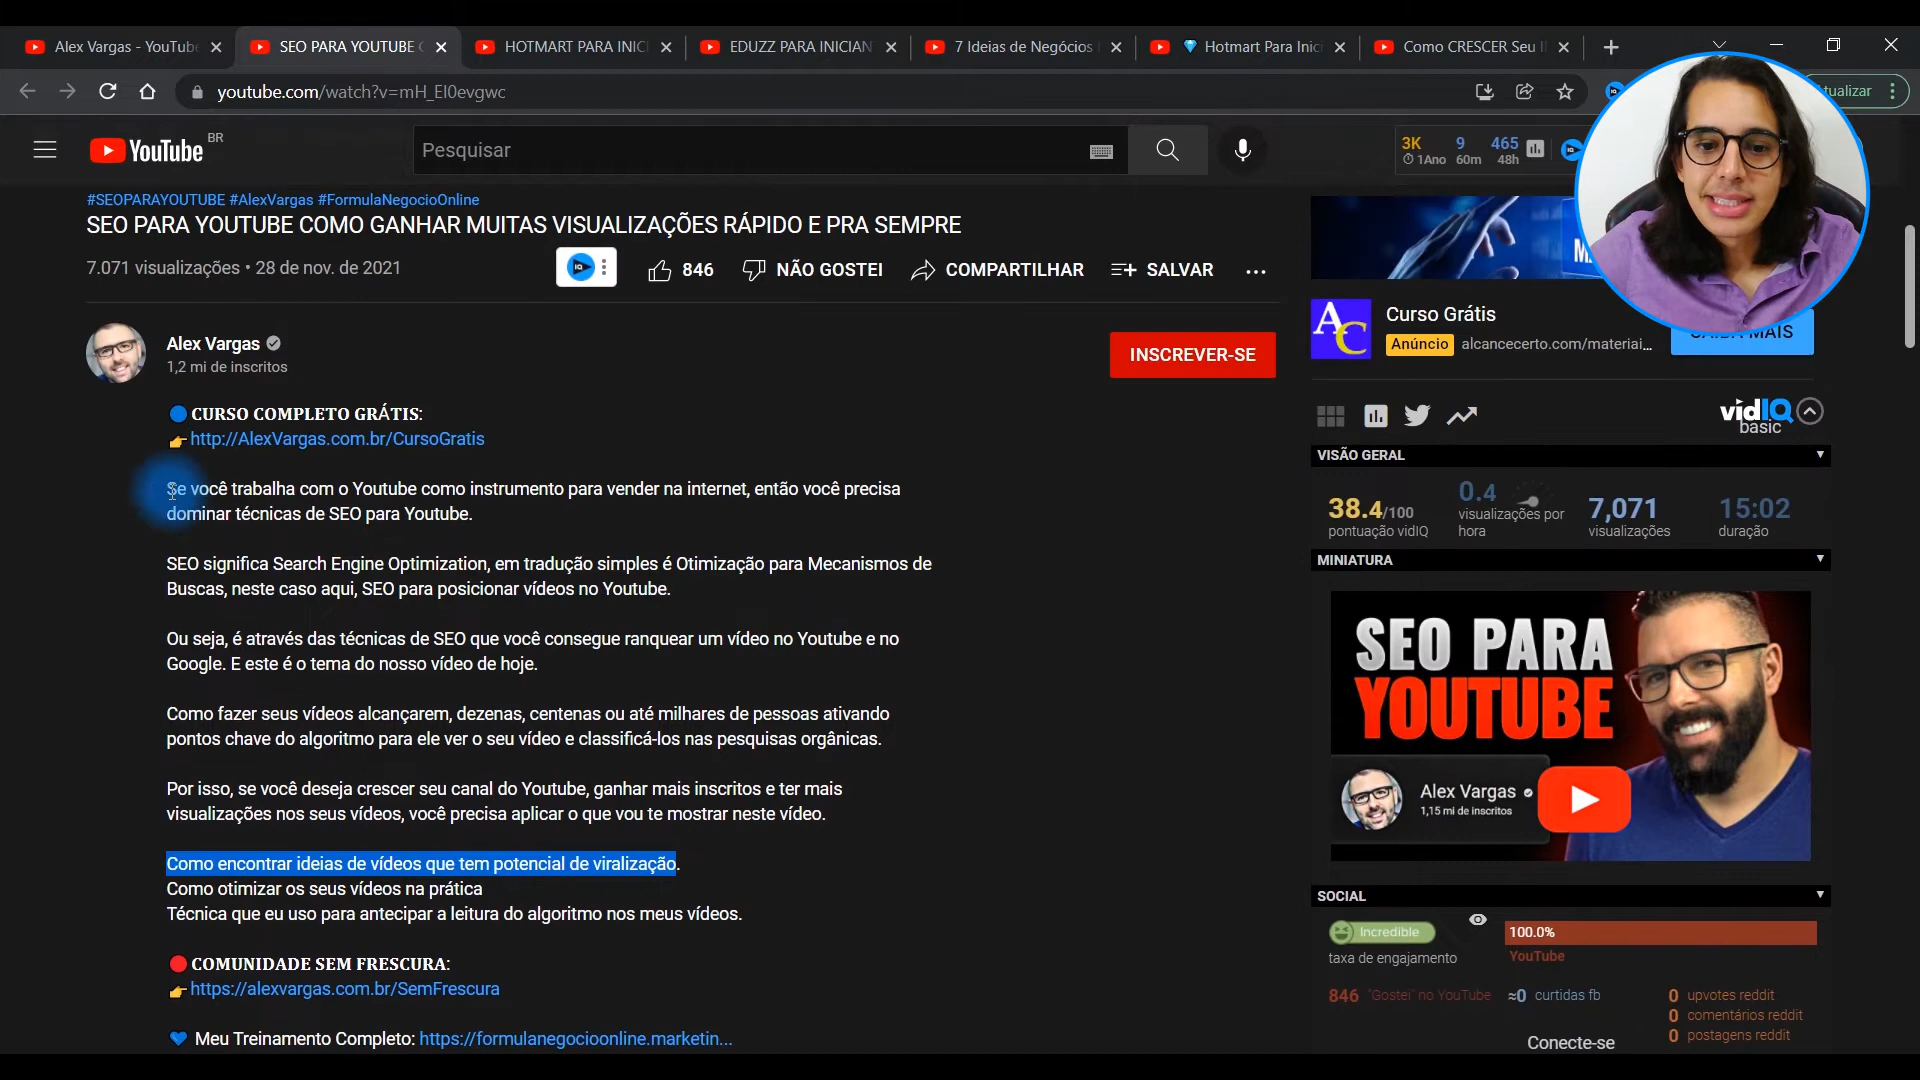 Alex Vargas - YouTube
SEO PARA YOUTUBE
HOTMART PARA INIC
EDUZZ PARA INICIAN
7 Ideias de Negócios
Hotmart Para Inici
Como CRESCER Seu
youtube.com/watch?v=mH_El0evgwc
tualizar
YouTube BR
Pesquisar
3K 9 465
1Ano 60m 48h
#SEOPARAYOUTUBE #AlexVargas #FormulaNegocioOnline
SEO PARA YOUTUBE COMO GANHAR MUITAS VISUALIZAÇÕES RÁPIDO E PRA SEMPRE
7.071 visualizações • 28 de nov. de 2021
846 NÃO GOSTEI COMPARTILHAR SALVAR
Alex Vargas
1,2 mi de inscritos
INSCREVER-SE
CURSO COMPLETO GRÁTIS:
http://AlexVargas.com.br/CursoGratis
Se você trabalha com o Youtube como instrumento para vender na internet, então você precisa
dominar técnicas de SEO para Youtube.
SEO significa Search Engine Optimization, em tradução simples é Otimização para Mecanismos de
Buscas, neste caso aqui, SEO para posicionar vídeos no Youtube.
Ou seja, é através das técnicas de SEO que você consegue ranquear um vídeo no Youtube e no
Google. E este é o tema do nosso vídeo de hoje.
Como fazer seus vídeos alcançarem, dezenas, centenas ou até milhares de pessoas ativando
pontos chave do algoritmo para ele ver o seu vídeo e classificá-los nas pesquisas orgânicas.
Por isso, se você deseja crescer seu canal do Youtube, ganhar mais inscritos e ter mais
visualizações nos seus vídeos, você precisa aplicar o que vou te mostrar neste vídeo.
Como encontrar ideias de vídeos que tem potencial de viralização.
Como otimizar os seus vídeos na prática
Técnica que eu uso para antecipar a leitura do algoritmo nos meus vídeos.
COMUNIDADE SEM FRESCURA:
https://alexvargas.com.br/SemFrescura
Meu Treinamento Completo: https://formulanegocioonline.marketin...
AC
Curso Grátis
Anúncio alcancecerto.com/materiai...
SAIBA MAIS
vidIQ
basic
VISÃO GERAL
38.4/100
pontuação vidIQ
0.4
visualizações por
hora
7,071
visualizações
15:02
duração
MINIATURA
SEO PARA
YOUTUBE
Alex Vargas
1,15 mi de inscritos
SOCIAL
Incredible
taxa de engajamento
100.0%
YouTube
846 "Gostei" no YouTube
≈0 curtidas fb
0 upvotes reddit
0 comentários reddit
0 postagens reddit
Conecte-se